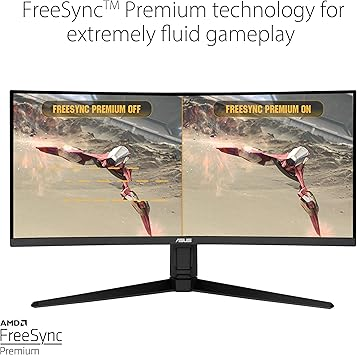 FreeSync™ Premium technology for
extremely fluid gameplay
FREESYNC PREMIUM OFF
FREESYNC PREMIUM ON
ASUS
AMD
FreeSync
Premium